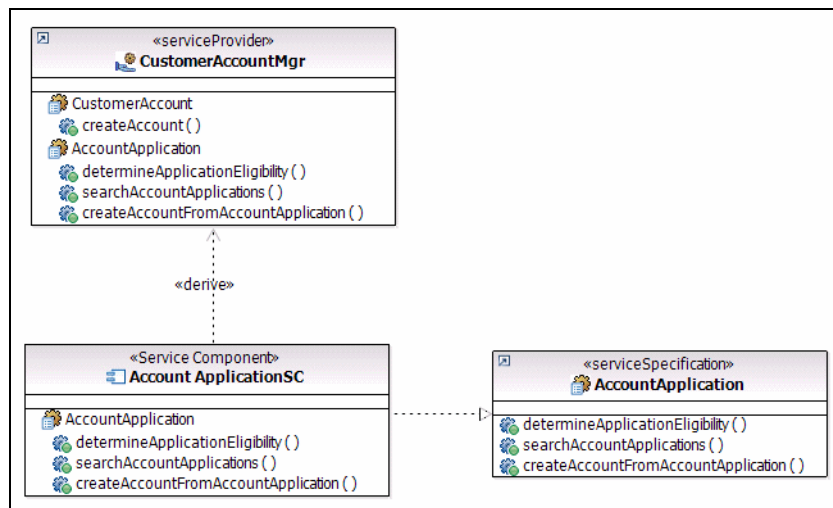 «serviceProvider»
CustomerAccountMgr
CustomerAccount
createAccount ( )
AccountApplication
determineApplicationEligibility ( )
searchAccountApplications ( )
createAccountFromAccountApplication ( )
«derive»
«Service Component»
Account ApplicationSC
AccountApplication
determineApplicationEligibility ( )
searchAccountApplications ( )
createAccountFromAccountApplication ( )
«serviceSpecification»
AccountApplication
determineApplicationEligibility ( )
searchAccountApplications ( )
createAccountFromAccountApplication ( )